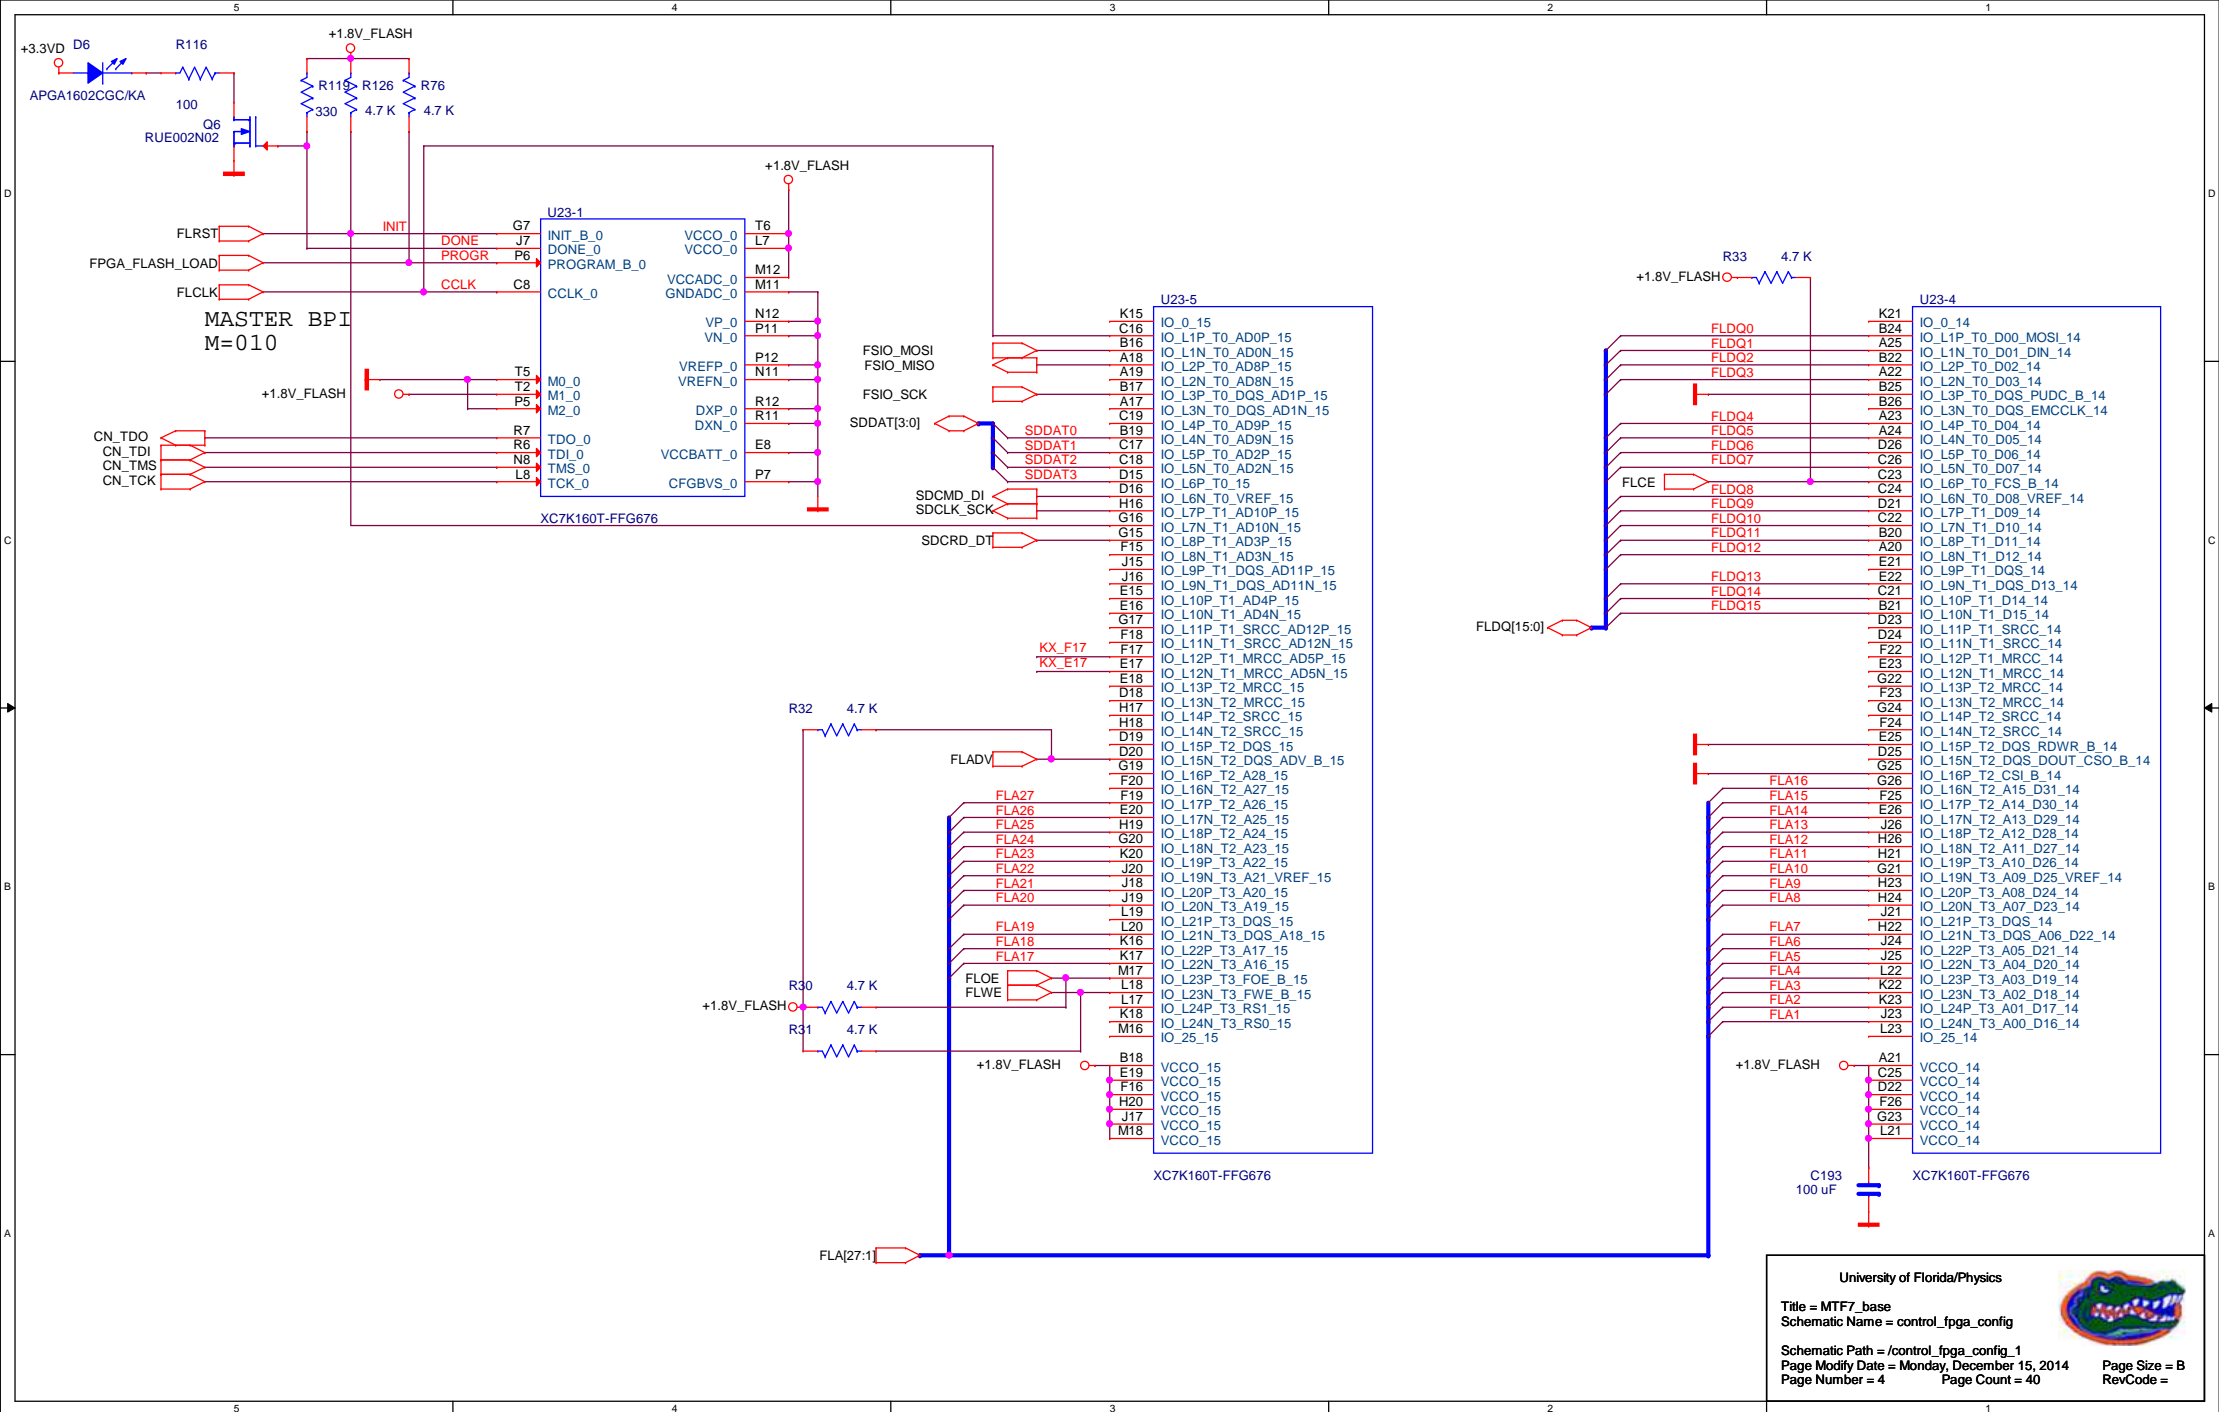 5 4 3 2 1
+3.3VD D6 R116
APGA1602CGC/KA
100
Q6
RUE002N02
+1.8V_FLASH
R119 R126 R76
330 4.7 K 4.7 K
+1.8V_FLASH
D D
FLRST INIT
DONE
FPGA_FLASH_LOAD PROGR
FLCLK CCLK
MASTER BPI
M=010
+1.8V_FLASH
CN_TDO
CN_TDI
CN_TMS
CN_TCK
U23-1
G7 INIT_B_0 VCCO_0 T6
J7 DONE_0 VCCO_0 L7
P6 PROGRAM_B_0
VCCADC_0 M12
C8 CCLK_0 GNDADC_0 M11
VP_0 N12
VN_0 P11
VREFP_0 P12
T5 M0_0 VREFN_0 N11
T2 M1_0
P5 M2_0 DXP_0 R12
DXN_0 R11
R7 TDO_0
R6 TDI_0 VCCBATT_0 E8
N8 TMS_0
L8 TCK_0 CFGBVS_0 P7
XC7K160T-FFG676
FSIO_MOSI
FSIO_MISO
FSIO_SCK
SDDAT[3:0]
SDDAT0
SDDAT1
SDDAT2
SDDAT3
SDCMD_DI
SDCLK_SCK
SDCRD_DT
KX_F17
KX_E17
R32 4.7 K
FLADV
FLA27
FLA26
FLA25
FLA24
FLA23
FLA22
FLA21
FLA20
FLA19
FLA18
FLA17
FLOE
FLWE
R30 4.7 K
+1.8V_FLASH
R31 4.7 K
+1.8V_FLASH
U23-5
K15 IO_0_15
C16 IO_L1P_T0_AD0P_15
B16 IO_L1N_T0_AD0N_15
A18 IO_L2P_T0_AD8P_15
A19 IO_L2N_T0_AD8N_15
B17 IO_L3P_T0_DQS_AD1P_15
A17 IO_L3N_T0_DQS_AD1N_15
C19 IO_L4P_T0_AD9P_15
B19 IO_L4N_T0_AD9N_15
C17 IO_L5P_T0_AD2P_15
C18 IO_L5N_T0_AD2N_15
D15 IO_L6P_T0_15
D16 IO_L6N_T0_VREF_15
H16 IO_L7P_T1_AD10P_15
G16 IO_L7N_T1_AD10N_15
G15 IO_L8P_T1_AD3P_15
F15 IO_L8N_T1_AD3N_15
J15 IO_L9P_T1_DQS_AD11P_15
J16 IO_L9N_T1_DQS_AD11N_15
E15 IO_L10P_T1_AD4P_15
E16 IO_L10N_T1_AD4N_15
G17 IO_L11P_T1_SRCC_AD12P_15
F18 IO_L11N_T1_SRCC_AD12N_15
F17 IO_L12P_T1_MRCC_AD5P_15
E17 IO_L12N_T1_MRCC_AD5N_15
E18 IO_L13P_T2_MRCC_15
D18 IO_L13N_T2_MRCC_15
H17 IO_L14P_T2_SRCC_15
H18 IO_L14N_T2_SRCC_15
D19 IO_L15P_T2_DQS_15
D20 IO_L15N_T2_DQS_ADV_B_15
G19 IO_L16P_T2_A28_15
F20 IO_L16N_T2_A27_15
F19 IO_L17P_T2_A26_15
E20 IO_L17N_T2_A25_15
H19 IO_L18P_T2_A24_15
G20 IO_L18N_T2_A23_15
K20 IO_L19P_T3_A22_15
J20 IO_L19N_T3_A21_VREF_15
J18 IO_L20P_T3_A20_15
J19 IO_L20N_T3_A19_15
L19 IO_L21P_T3_DQS_15
L20 IO_L21N_T3_DQS_A18_15
K16 IO_L22P_T3_A17_15
K17 IO_L22N_T3_A16_15
M17 IO_L23P_T3_FOE_B_15
L18 IO_L23N_T3_FWE_B_15
L17 IO_L24P_T3_RS1_15
K18 IO_L24N_T3_RS0_15
M16 IO_25_15
B18 VCCO_15
E19 VCCO_15
F16 VCCO_15
H20 VCCO_15
J17 VCCO_15
M18 VCCO_15
XC7K160T-FFG676
FLA[27:1]
R33 4.7 K
+1.8V_FLASH
FLDQ0
FLDQ1
FLDQ2
FLDQ3
FLDQ4
FLDQ5
FLDQ6
FLDQ7
FLCE
FLDQ8
FLDQ9
FLDQ10
FLDQ11
FLDQ12
FLDQ13
FLDQ14
FLDQ15
FLDQ[15:0]
FLA16
FLA15
FLA14
FLA13
FLA12
FLA11
FLA10
FLA9
FLA8
FLA7
FLA6
FLA5
FLA4
FLA3
FLA2
FLA1
+1.8V_FLASH
U23-4
K21 IO_0_14
B24 IO_L1P_T0_D00_MOSI_14
A25 IO_L1N_T0_D01_DIN_14
B22 IO_L2P_T0_D02_14
A22 IO_L2N_T0_D03_14
B25 IO_L3P_T0_DQS_PUDC_B_14
B26 IO_L3N_T0_DQS_EMCCLK_14
A23 IO_L4P_T0_D04_14
A24 IO_L4N_T0_D05_14
D26 IO_L5P_T0_D06_14
C26 IO_L5N_T0_D07_14
C23 IO_L6P_T0_FCS_B_14
C24 IO_L6N_T0_D08_VREF_14
D21 IO_L7P_T1_D09_14
C22 IO_L7N_T1_D10_14
B20 IO_L8P_T1_D11_14
A20 IO_L8N_T1_D12_14
E21 IO_L9P_T1_DQS_14
E22 IO_L9N_T1_DQS_D13_14
C21 IO_L10P_T1_D14_14
B21 IO_L10N_T1_D15_14
D23 IO_L11P_T1_SRCC_14
D24 IO_L11N_T1_SRCC_14
F22 IO_L12P_T1_MRCC_14
E23 IO_L12N_T1_MRCC_14
G22 IO_L13P_T2_MRCC_14
F23 IO_L13N_T2_MRCC_14
G24 IO_L14P_T2_SRCC_14
F24 IO_L14N_T2_SRCC_14
E25 IO_L15P_T2_DQS_RDWR_B_14
D25 IO_L15N_T2_DQS_DOUT_CSO_B_14
G25 IO_L16P_T2_CSI_B_14
G26 IO_L16N_T2_A15_D31_14
F25 IO_L17P_T2_A14_D30_14
E26 IO_L17N_T2_A13_D29_14
J26 IO_L18P_T2_A12_D28_14
H26 IO_L18N_T2_A11_D27_14
H21 IO_L19P_T3_A10_D26_14
G21 IO_L19N_T3_A09_D25_VREF_14
H23 IO_L20P_T3_A08_D24_14
H24 IO_L20N_T3_A07_D23_14
J21 IO_L21P_T3_DQS_14
H22 IO_L21N_T3_DQS_A06_D22_14
J24 IO_L22P_T3_A05_D21_14
J25 IO_L22N_T3_A04_D20_14
L22 IO_L23P_T3_A03_D19_14
K22 IO_L23N_T3_A02_D18_14
K23 IO_L24P_T3_A01_D17_14
J23 IO_L24N_T3_A00_D16_14
L23 IO_25_14
A21 VCCO_14
C25 VCCO_14
D22 VCCO_14
F26 VCCO_14
G23 VCCO_14
L21 VCCO_14
XC7K160T-FFG676
C193
100 uF
C C
B B
A A
University of Florida/Physics
Title = MTF7_base
Schematic Name = control_fpga_config
Schematic Path = /control_fpga_config_1
Page Modify Date = Monday, December 15, 2014 Page Size = B
Page Number = 4 Page Count = 40 RevCode =
5 4 3 2 1